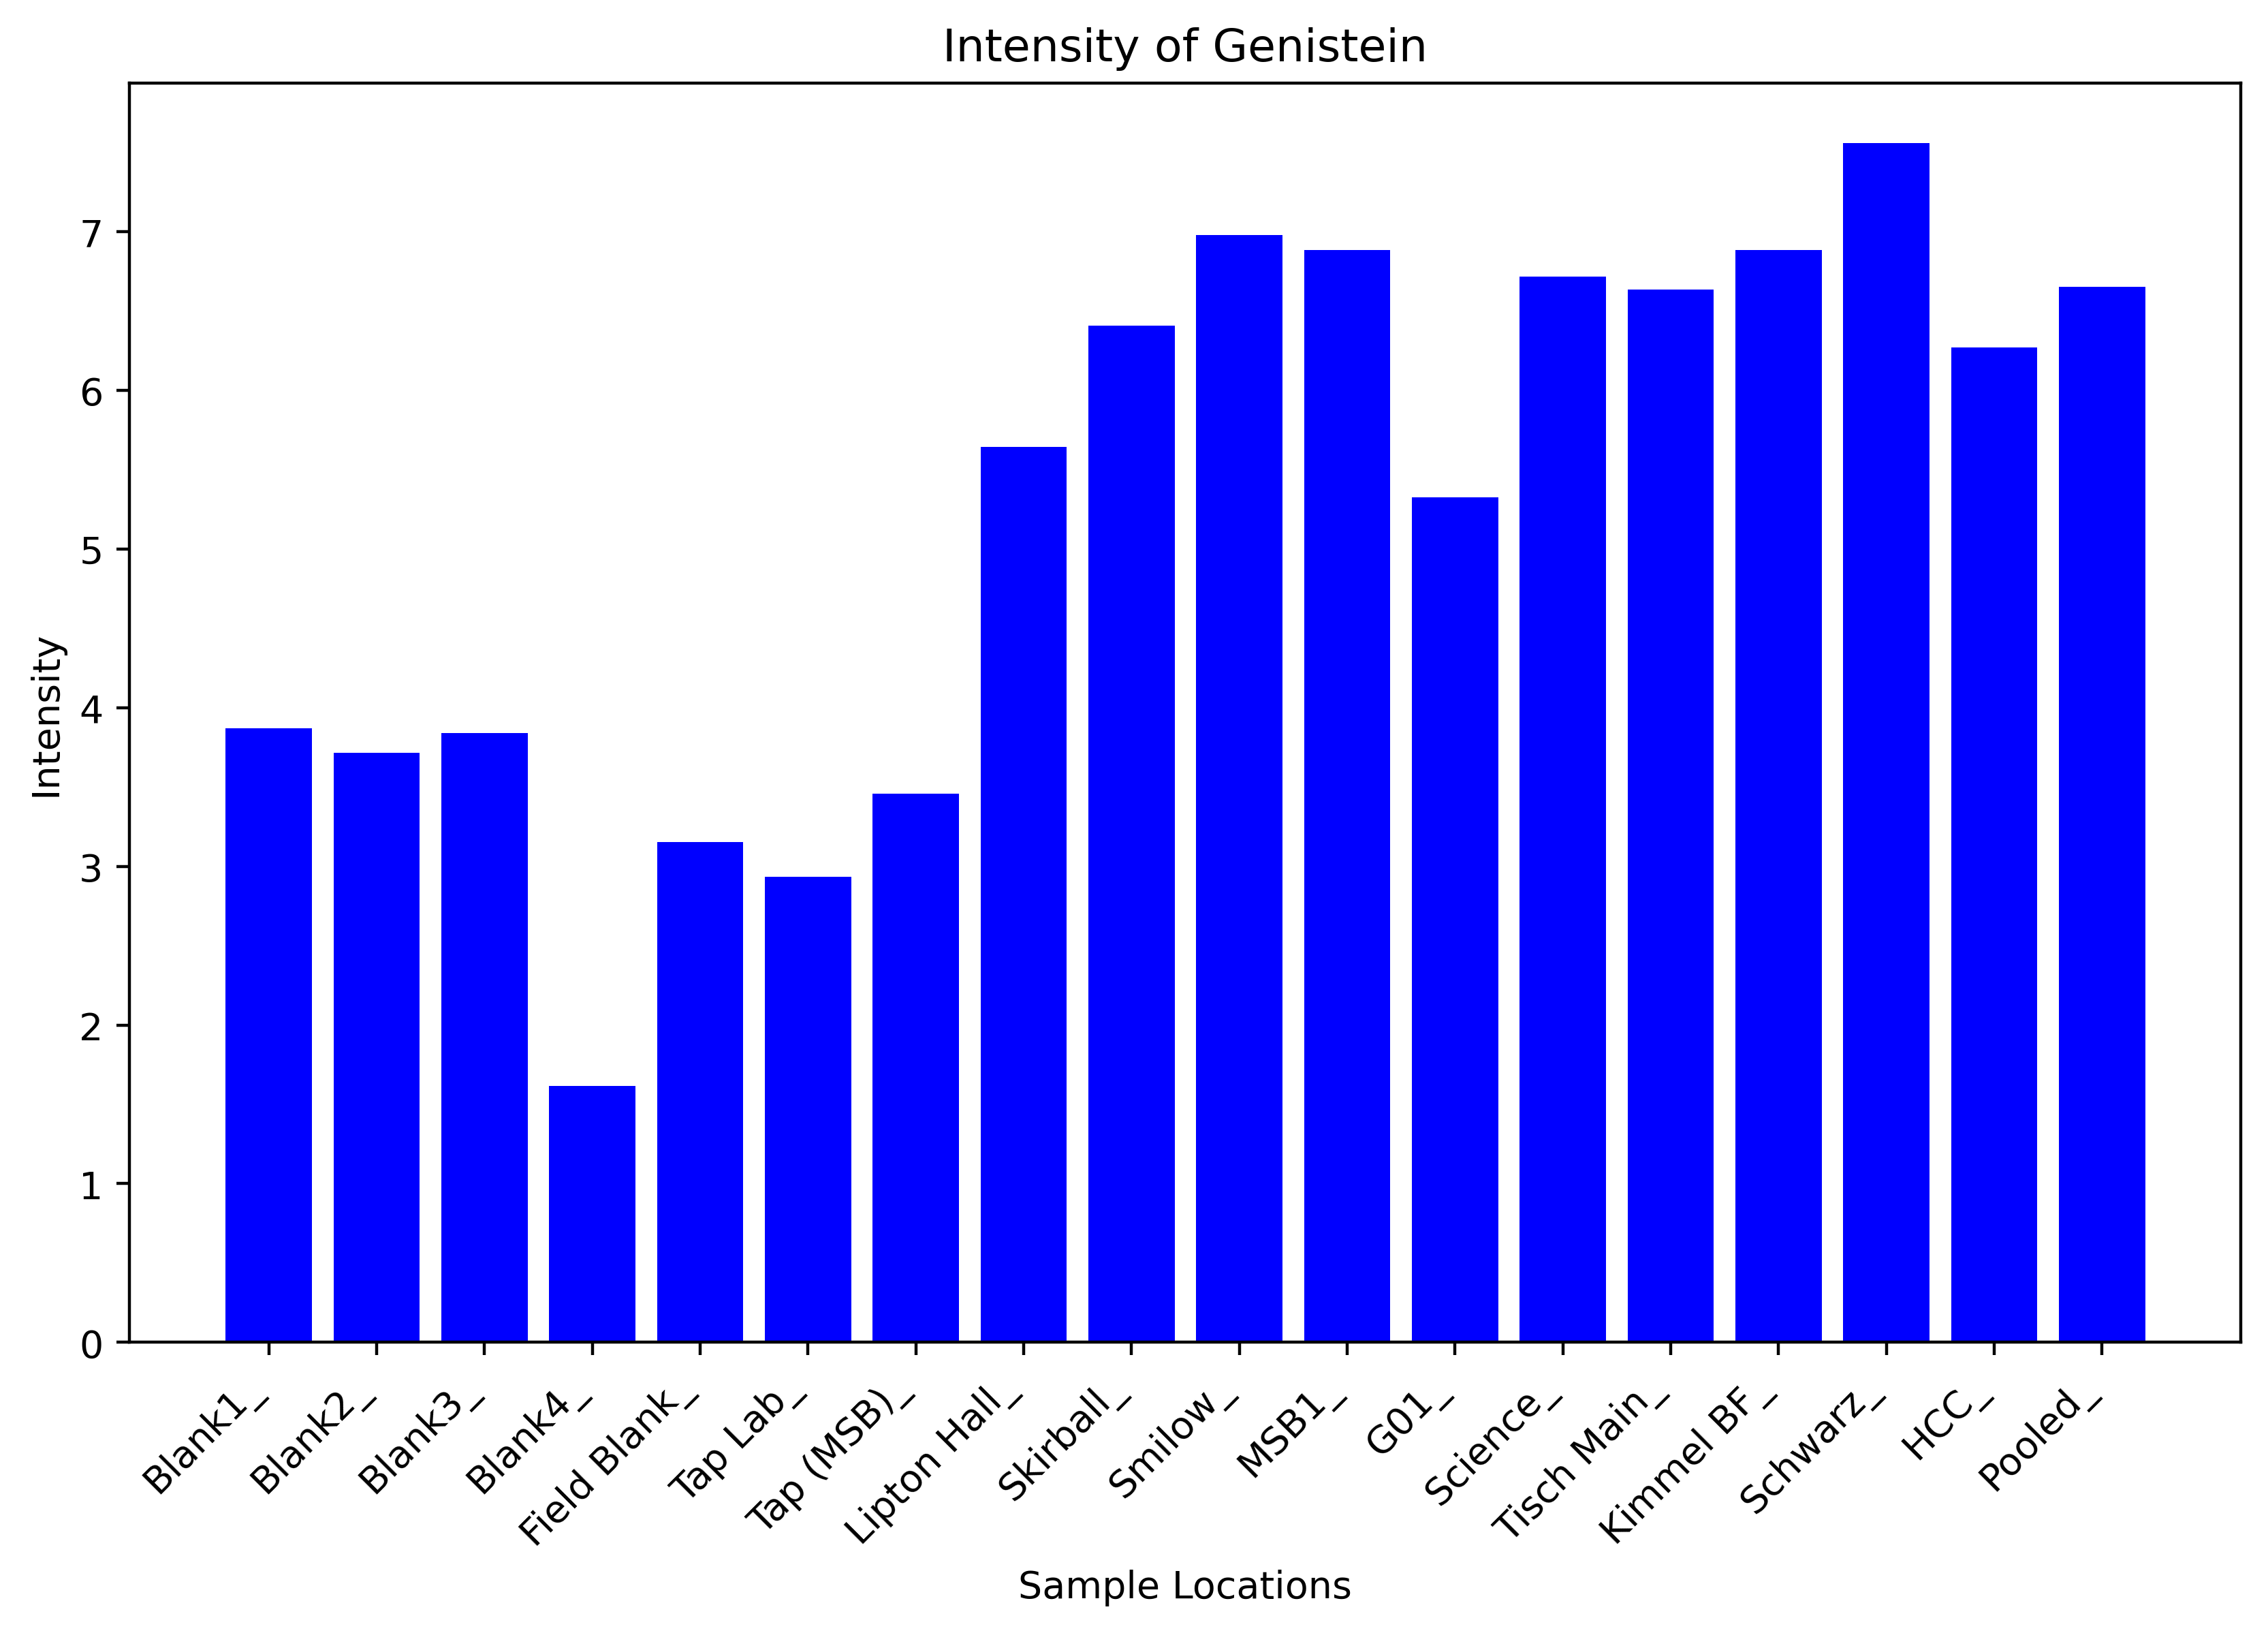 Intensity of Genistein
Intensity
7
6
5
4
3
2
1
0
Blank1_
Blank2_
Blank3_
Blank4_
Field Blank_
Tap Lab_
Tap (MSB)_
Lipton Hall_
Skirball_
Smilow_
MSB1_
G01_
Science_
Tisch Main_
Kimmel BF_
Schwarz_
HCC_
Pooled_
Sample Locations